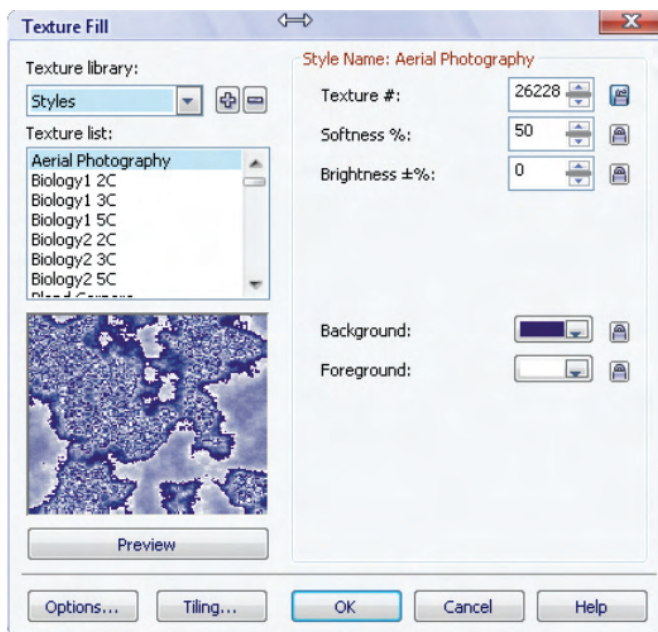 Texture Fill
Texture library:
Styles
Texture list:
Aerial Photography
Biology1 2C
Biology1 3C
Biology1 5C
Biology2 2C
Biology2 3C
Biology2 5C
Style Name: Aerial Photography
Texture #: 26228
Softness %: 50
Brightness ±%: 0
Background:
Foreground:
Preview
Options... Tiling... OK Cancel Help